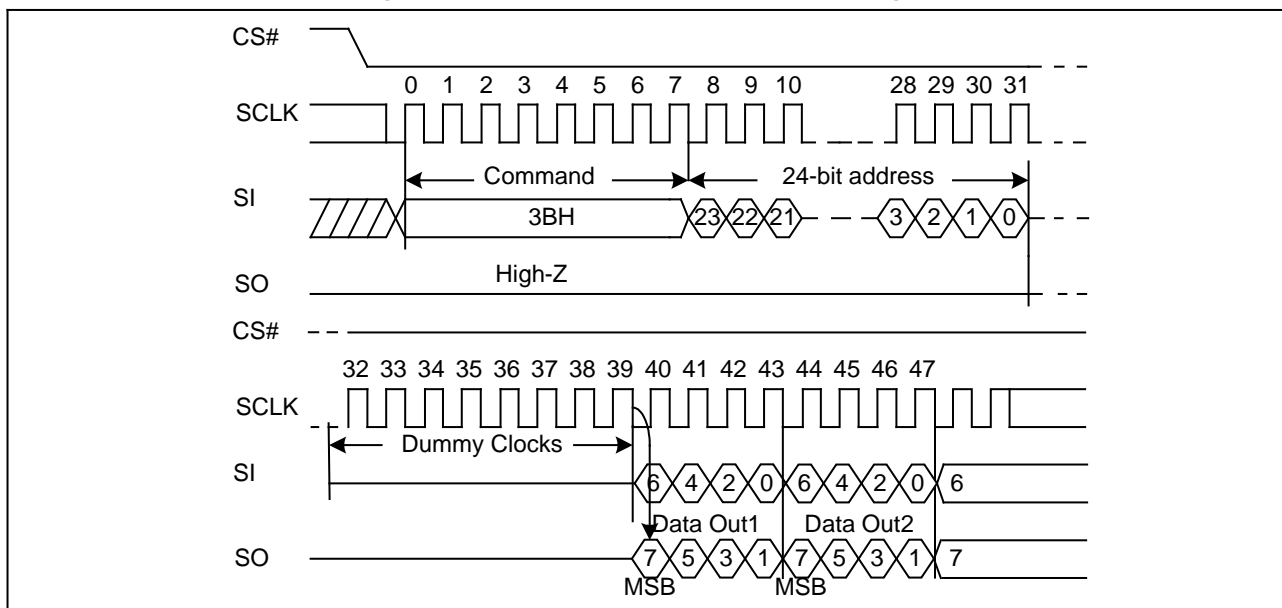 CS#
0 1 2 3 4 5 6 7 8 9 10 28 29 30 31
SCLK
Command 24-bit address
SI
3BH 23 22 21 3 2 1 0
High-Z
SO
CS#
32 33 34 35 36 37 38 39 40 41 42 43 44 45 46 47
SCLK
Dummy Clocks
SI
6 4 2 0 6 4 2 0 6
Data Out1 Data Out2
SO
7 5 3 1 7 5 3 1 7
MSB MSB